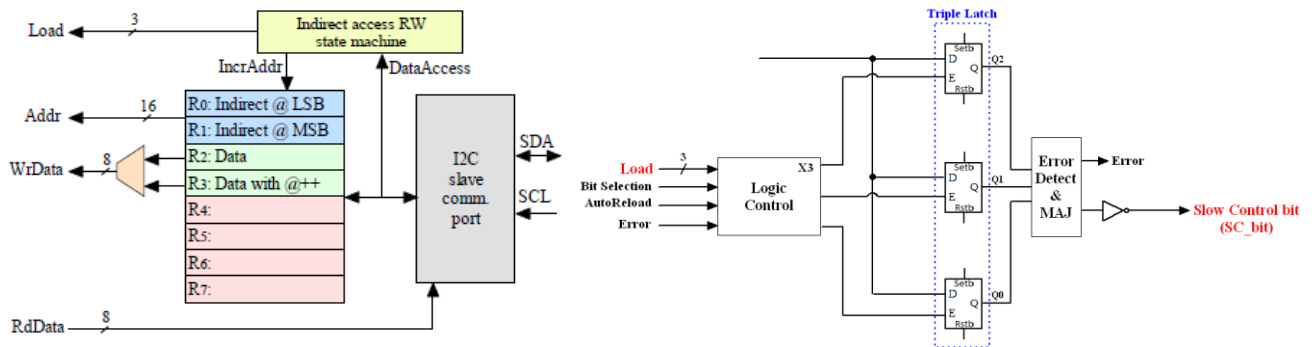 Load
3
Indirect access RW
state machine
IncrAddr
DataAccess
Addr
16
R0: Indirect @ LSB
R1: Indirect @ MSB
WrData
8
R2: Data
R3: Data with @++
R4:
R5:
R6:
R7:
I2C
slave
comm.
port
SDA
SCL
RdData
8
Triple Latch
Setb
D
Q
E
Rstb
Q2
Load
3
Bit Selection
AutoReload
Error
X3
Logic
Control
Setb
D
Q
E
Rstb
Q1
Setb
D
Q
E
Rstb
Q0
Error
Detect
&
MAJ
Error
Slow Control bit
(SC_bit)